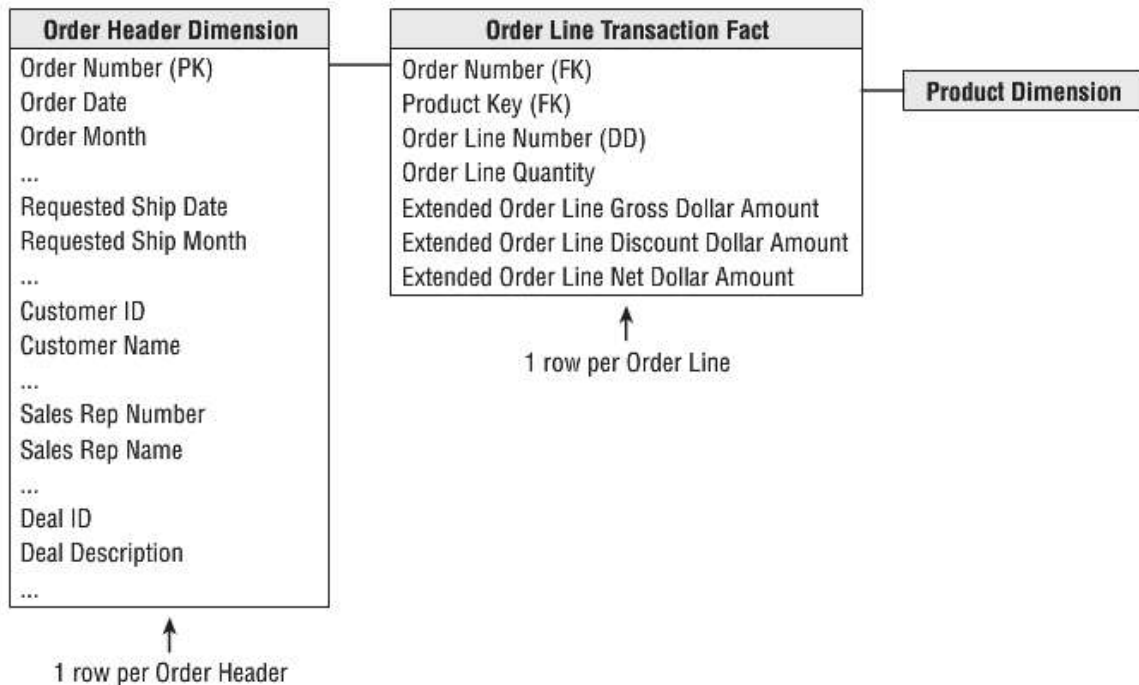 Order Header Dimension
Order Number (PK)
Order Date
Order Month
...
Requested Ship Date
Requested Ship Month
...
Customer ID
Customer Name
...
Sales Rep Number
Sales Rep Name
...
Deal ID
Deal Description
...
1 row per Order Header
Order Line Transaction Fact
Order Number (FK)
Product Key (FK)
Order Line Number (DD)
Order Line Quantity
Extended Order Line Gross Dollar Amount
Extended Order Line Discount Dollar Amount
Extended Order Line Net Dollar Amount
1 row per Order Line
Product Dimension